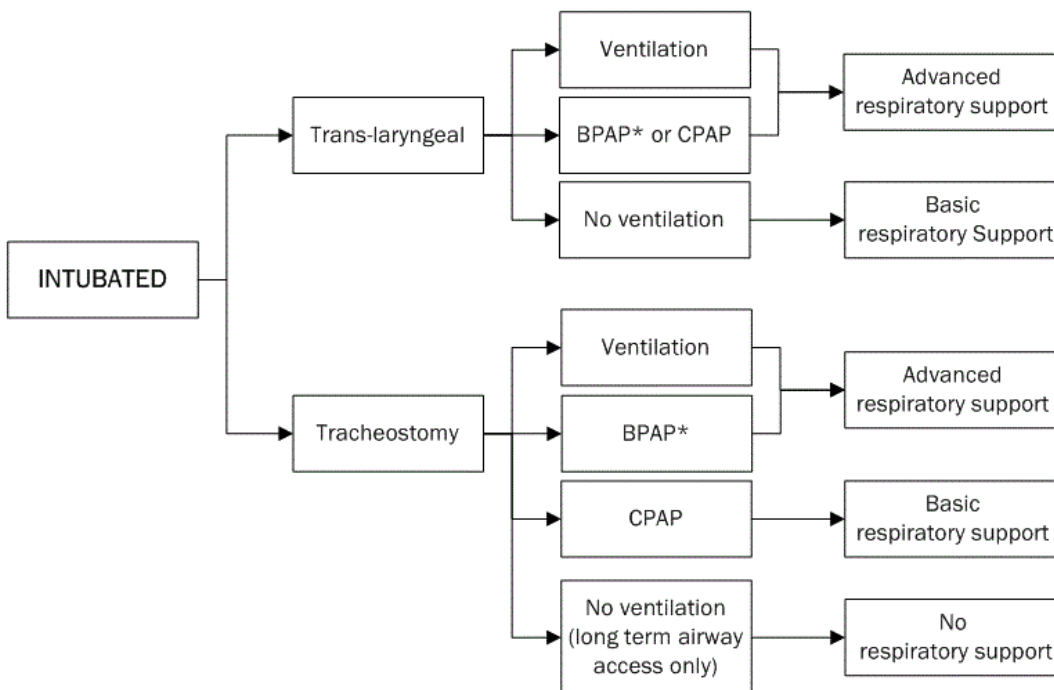 Ventilation
Advanced
respiratory support
Trans-laryngeal
BPAP* or CPAP
No ventilation
Basic
respiratory Support
INTUBATED
Ventilation
Advanced
respiratory support
Tracheostomy
BPAP*
CPAP
Basic
respiratory support
No ventilation
(long term airway
access only)
No
respiratory support